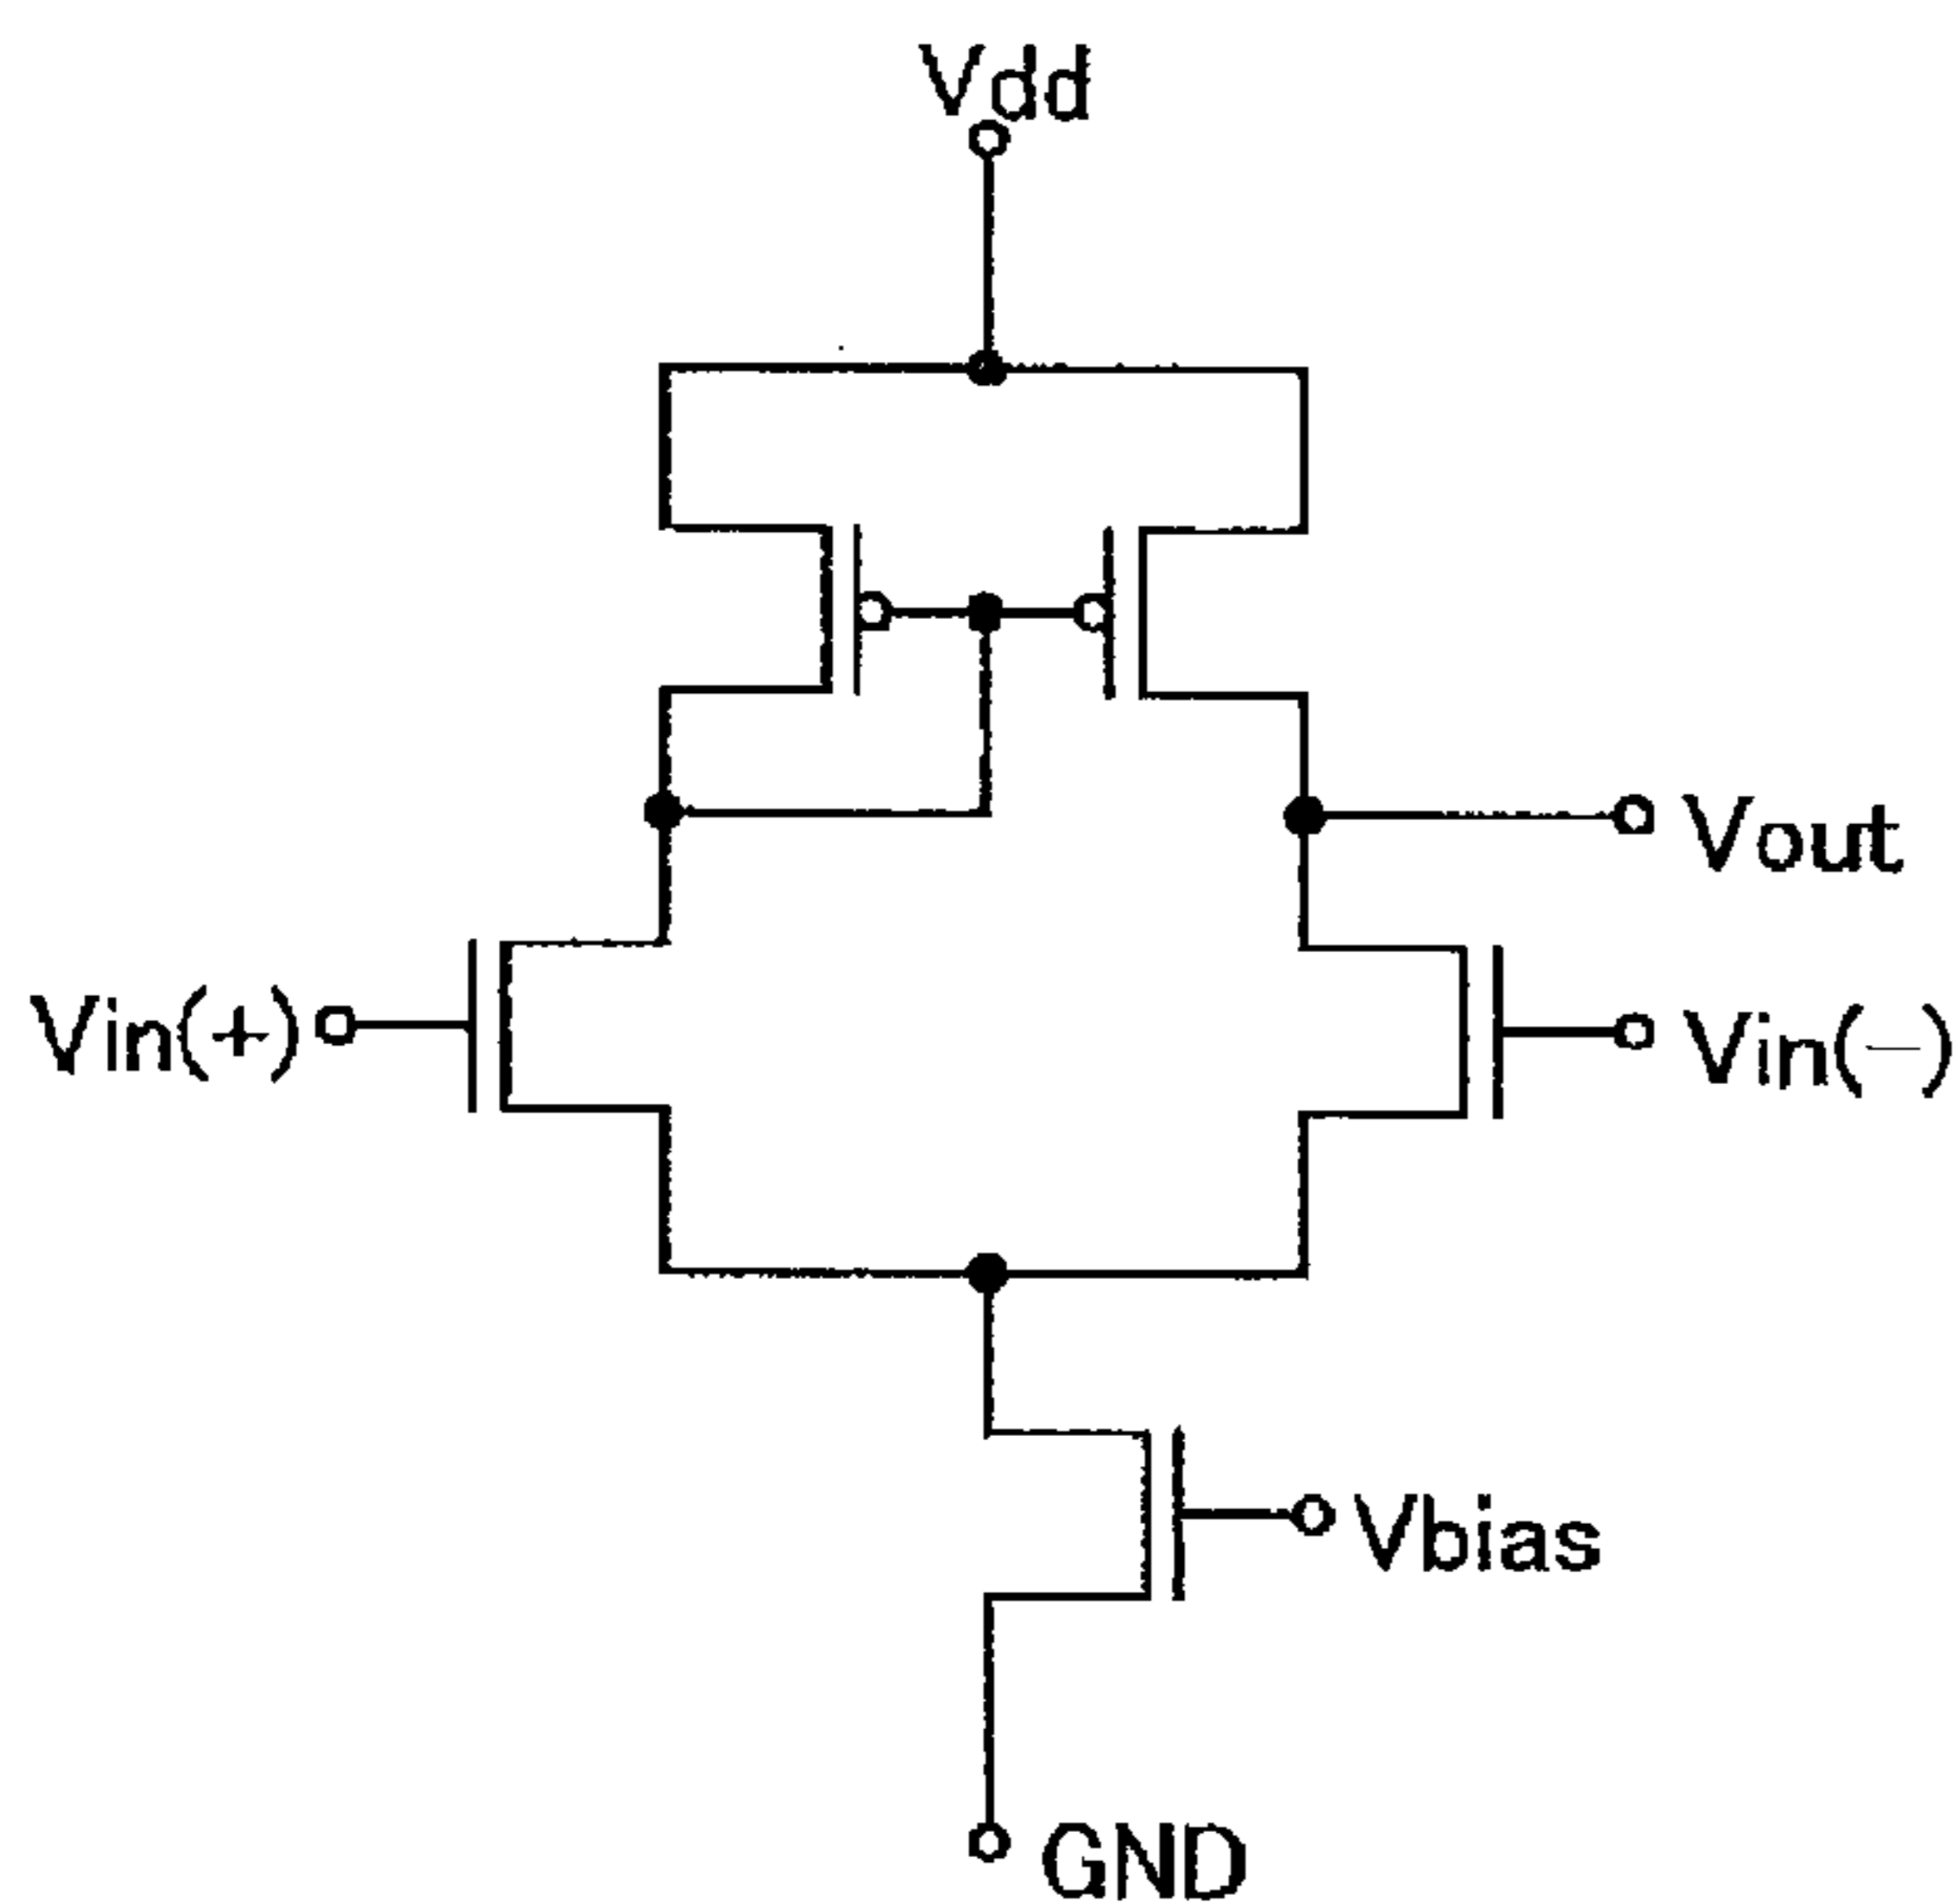 Vdd
Vout
Vin(+)
Vin(−)
Vbias
GND